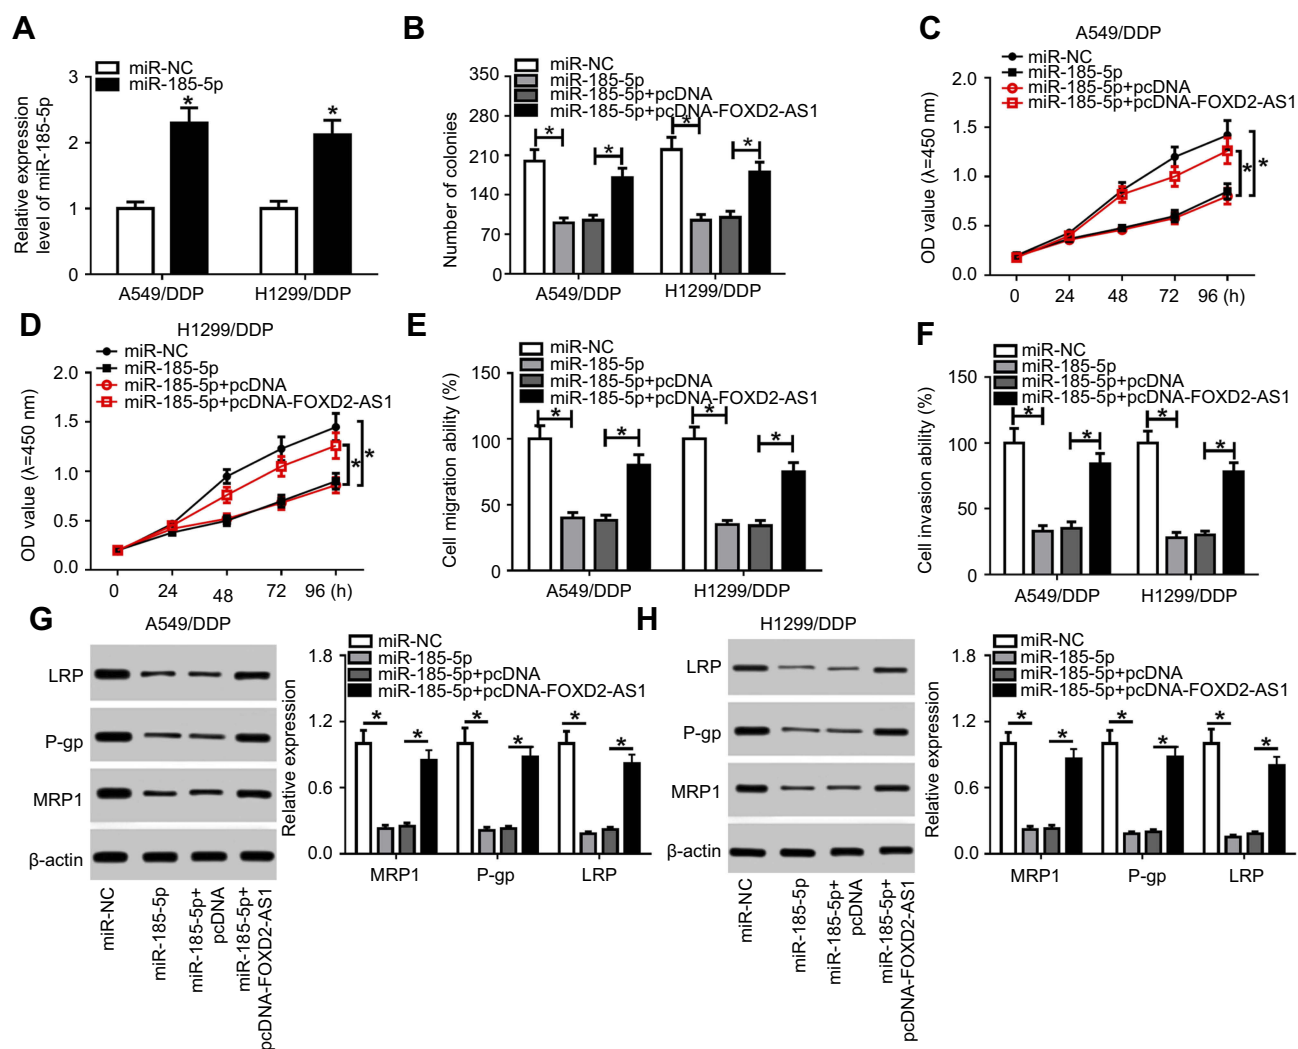 A
miR-NC
miR-185-5p
Relative expression
level of miR-185-5p
3
2
1
0
*
*
A549/DDP
H1299/DDP
B
miR-NC
miR-185-5p
miR-185-5p+pcDNA
miR-185-5p+pcDNA-FOXD2-AS1
Number of colonies
350
280
210
140
70
0
*
*
*
*
A549/DDP
H1299/DDP
C
A549/DDP
miR-NC
miR-185-5p
miR-185-5p+pcDNA
miR-185-5p+pcDNA-FOXD2-AS1
OD value (λ=450 nm)
2.0
1.5
1.0
0.5
0.0
*
*
0 24 48 72 96 (h)
D
H1299/DDP
miR-NC
miR-185-5p
miR-185-5p+pcDNA
miR-185-5p+pcDNA-FOXD2-AS1
OD value (λ=450 nm)
2.0
1.5
1.0
0.5
0.0
*
*
0 24 48 72 96 (h)
E
miR-NC
miR-185-5p
miR-185-5p+pcDNA
miR-185-5p+pcDNA-FOXD2-AS1
Cell migration ability (%)
150
100
50
0
*
*
*
*
A549/DDP
H1299/DDP
F
miR-NC
miR-185-5p
miR-185-5p+pcDNA
miR-185-5p+pcDNA-FOXD2-AS1
Cell invasion ability (%)
150
100
50
0
*
*
*
*
A549/DDP
H1299/DDP
G
A549/DDP
LRP
P-gp
MRP1
β-actin
miR-NC
miR-185-5p
miR-185-5p+
pcDNA
miR-185-5p+
pcDNA-FOXD2-AS1
miR-NC
miR-185-5p
miR-185-5p+pcDNA
miR-185-5p+pcDNA-FOXD2-AS1
Relative expression
1.8
1.2
0.6
0.0
*
*
*
*
*
*
MRP1
P-gp
LRP
H
H1299/DDP
LRP
P-gp
MRP1
β-actin
miR-NC
miR-185-5p
miR-185-5p+
pcDNA
miR-185-5p+
pcDNA-FOXD2-AS1
miR-NC
miR-185-5p
miR-185-5p+pcDNA
miR-185-5p+pcDNA-FOXD2-AS1
Relative expression
1.8
1.2
0.6
0.0
*
*
*
*
*
*
MRP1
P-gp
LRP